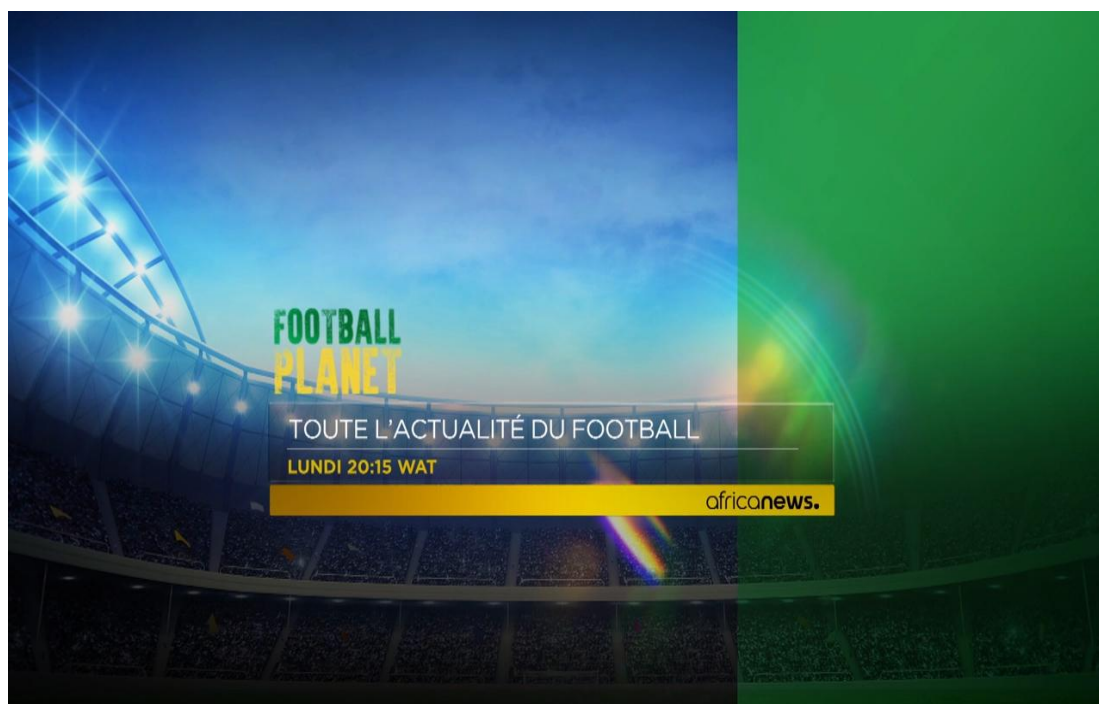 FOOTBALL
PLANET
TOUTE L'ACTUALITÉ DU FOOTBALL
LUNDI 20:15 WAT
africanews.